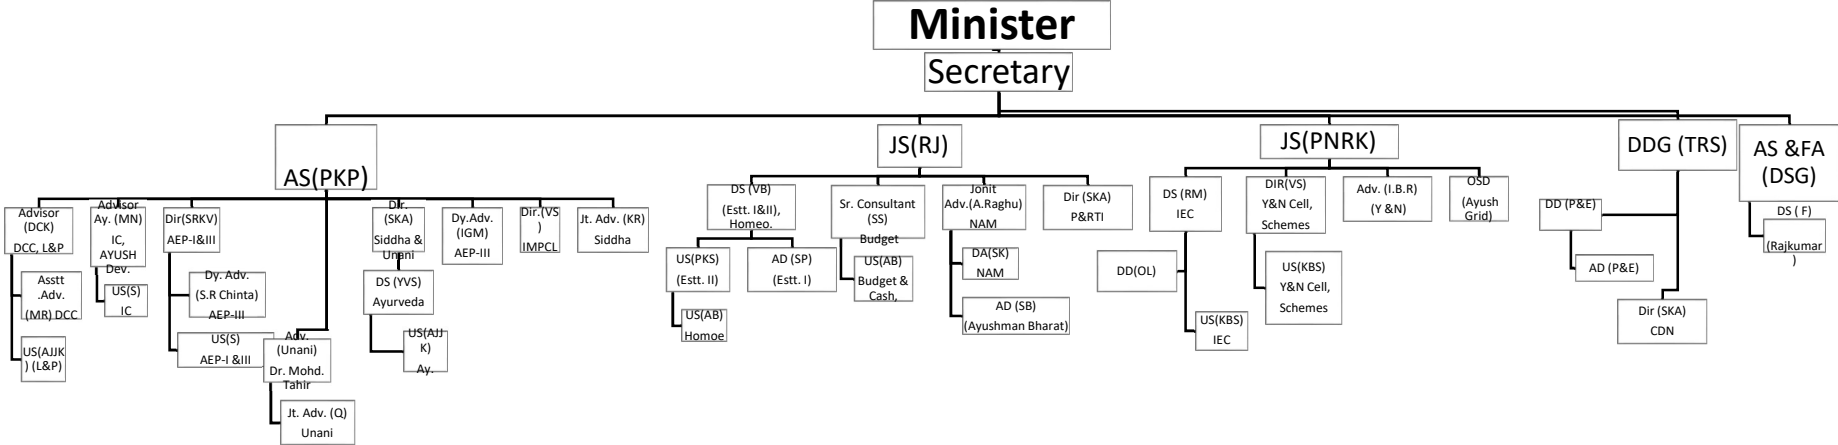 Minister
Secretary
AS(PKP)
Advisor
(DCK)
DCC, L&P
Asstt
.Adv.
(MR) DCC
US(AJJK
) (L&P)
Advisor
Ay. (MN)
IC,
AYUSH
Dev.
US(S)
IC
Dir(SRKV)
AEP-I&III
Dy. Adv.
(S.R Chinta)
AEP-III
US(S)
AEP-I &III
Adv.
(Unani)
Dr. Mohd.
Tahir
Jt. Adv. (Q)
Unani
Dir.
(SKA)
Siddha &
Unani
DS (YVS)
Ayurveda
US(AJJ
K)
Ay.
Dy.Adv.
(IGM)
AEP-III
Dir.(VS
)
IMPCL
Jt. Adv. (KR)
Siddha
JS(RJ)
DS (VB)
(Estt. I&II),
Homeo.
US(PKS)
(Estt. II)
US(AB)
Homoe
AD (SP)
(Estt. I)
Sr. Consultant
(SS)
Budget
US(AB)
Budget &
Cash,
Jonit
Adv.(A.Raghu)
NAM
DA(SK)
NAM
AD (SB)
(Ayushman Bharat)
Dir (SKA)
P&RTI
JS(PNRK)
DS (RM)
IEC
DD(OL)
US(KBS)
IEC
DIR(VS)
Y&N Cell,
Schemes
US(KBS)
Y&N Cell,
Schemes
Adv. (I.B.R)
(Y &N)
OSD
(Ayush
Grid)
DDG (TRS)
DD (P&E)
AD (P&E)
Dir (SKA)
CDN
AS &FA
(DSG)
DS ( F)
(Rajkumar
)